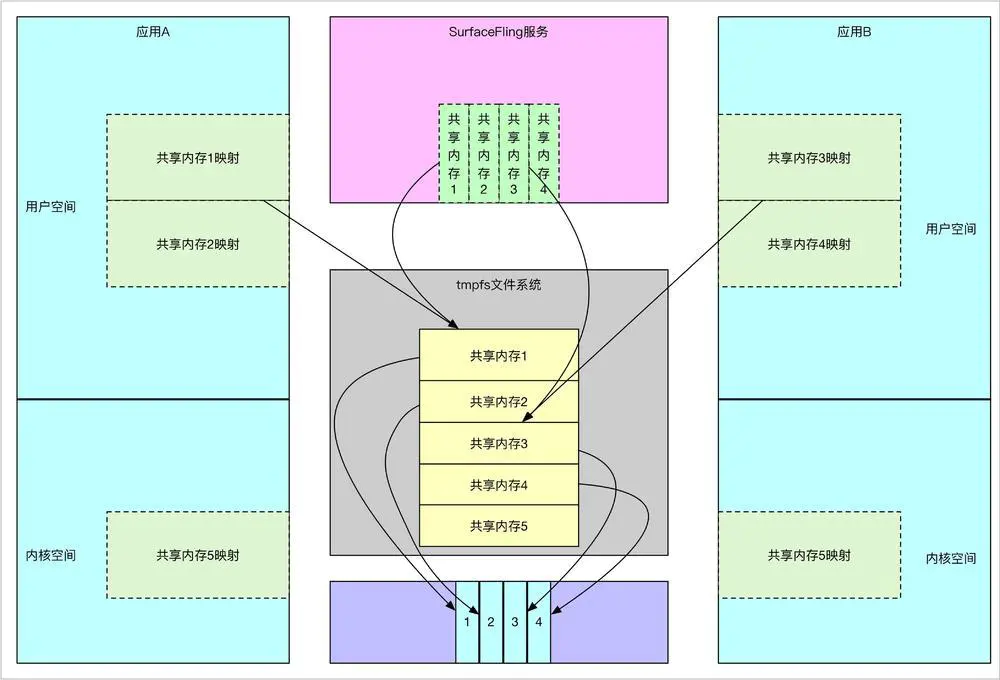 应用A
共享内存1映射
用户空间
共享内存2映射
内核空间
共享内存5映射
SurfaceFling服务
共享内存1
共享内存2
共享内存3
共享内存4
tmpfs文件系统
共享内存1
共享内存2
共享内存3
共享内存4
共享内存5
1 2 3 4
应用B
共享内存3映射
用户空间
共享内存4映射
共享内存5映射
内核空间